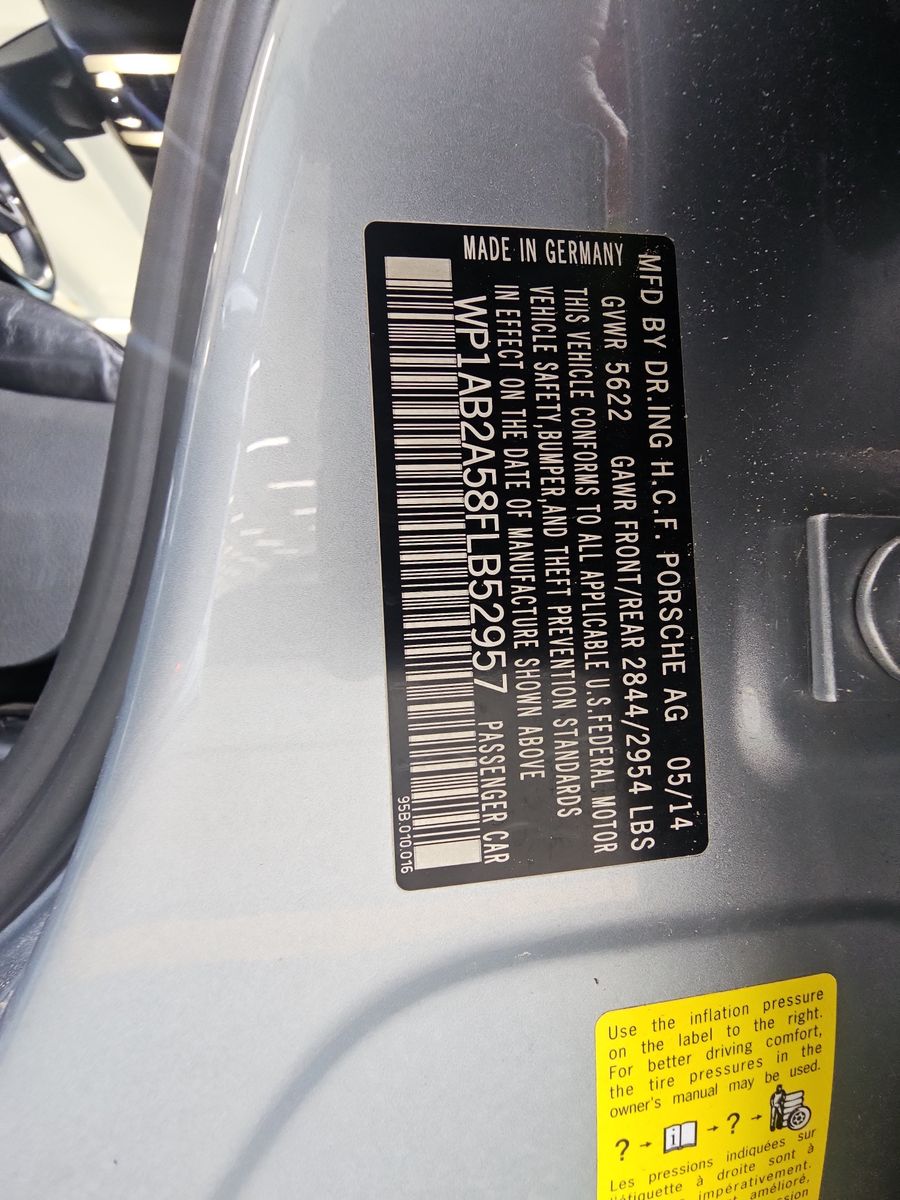 MFD BY DR.ING H.C.F. PORSCHE AG 05/14
GVWR 5622 GAWR FRONT/REAR 2844/2954 LBS
THIS VEHICLE CONFORMS TO ALL APPLICABLE U.S.FEDERAL MOTOR
VEHICLE SAFETY,BUMPER,AND THEFT PREVENTION STANDARDS
IN EFFECT ON THE DATE OF MANUFACTURE SHOWN ABOVE
WP1AB2A58FLB52957 PASSENGER CAR
MADE IN GERMANY
95B.010.016
Use the inflation pressure
on the label to the right.
For better driving comfort,
the tire pressures in the
owner's manual may be used.
? - i - ? -
Les pressions indiquées sur
l'étiquette à droite sont à
impérativement.
amélioré,